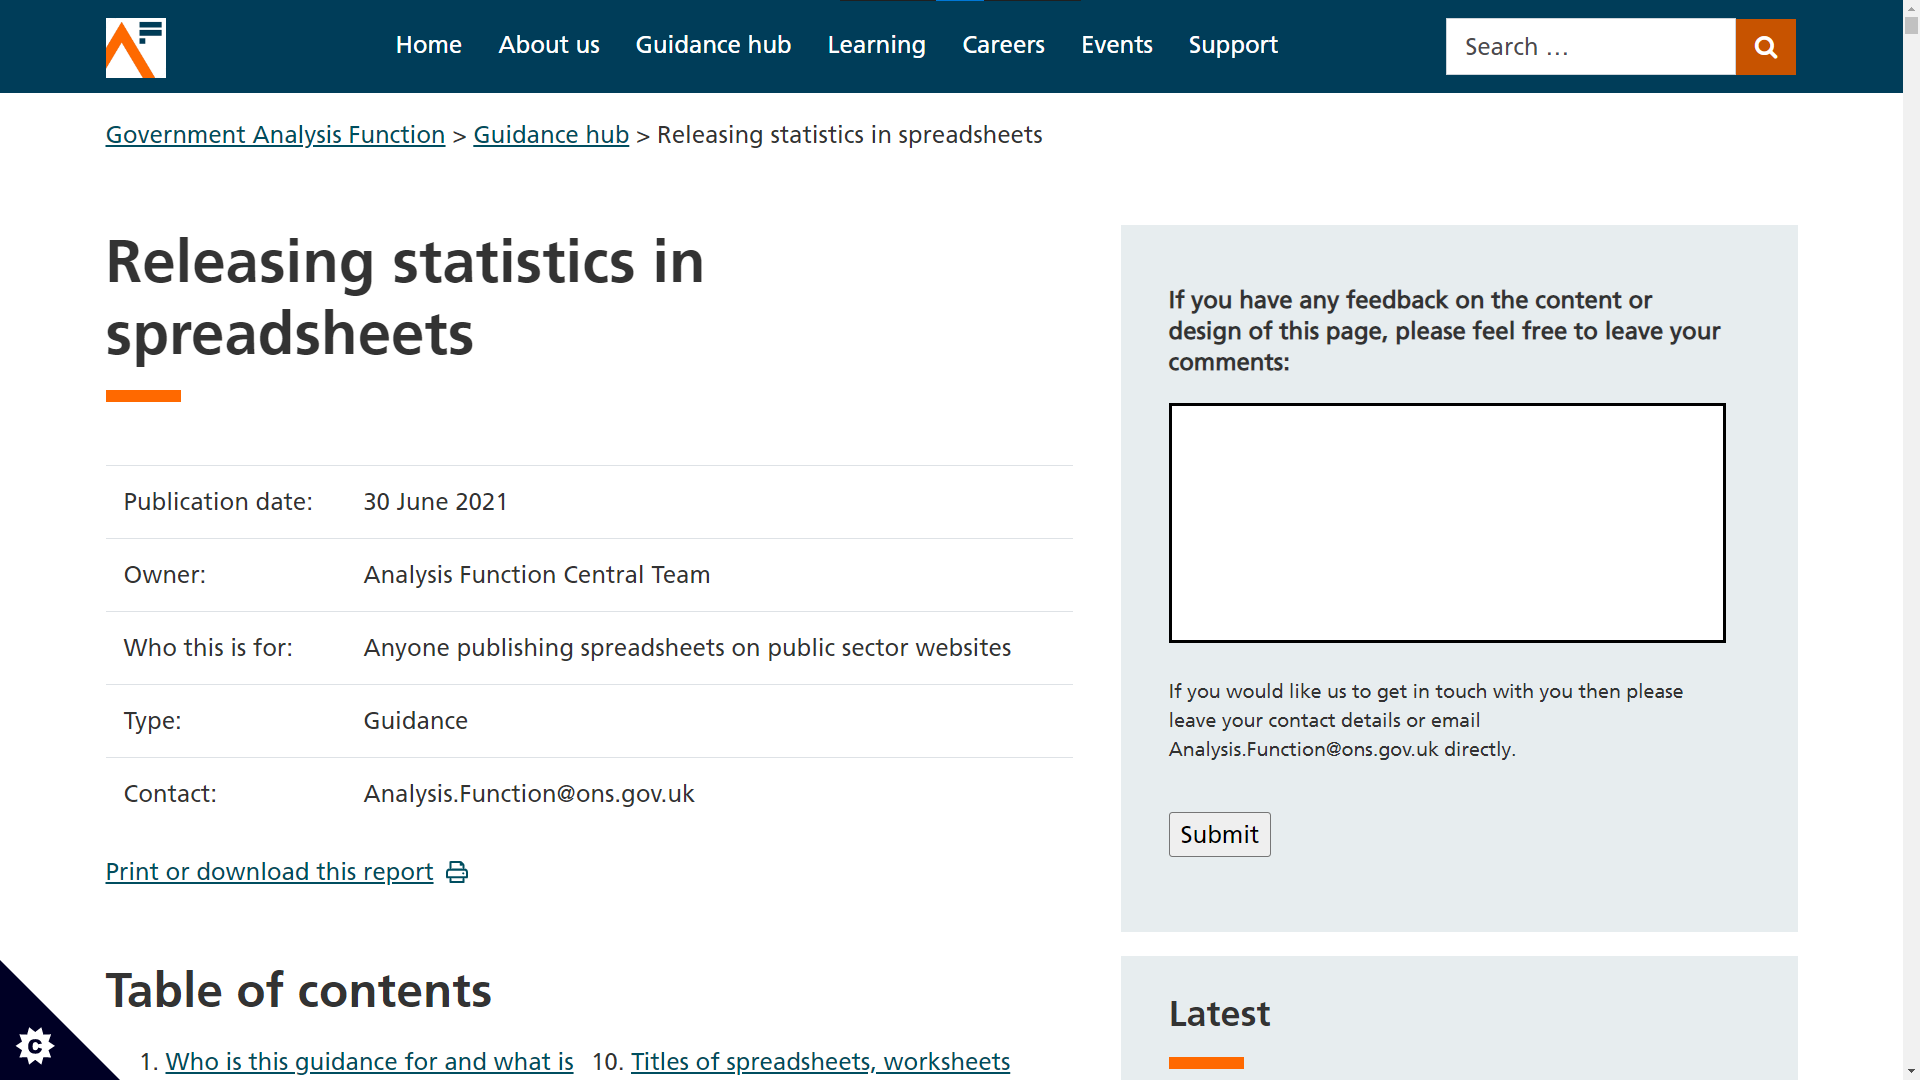 Home About us Guidance hub Learning Careers Events Support Search …
Government Analysis Function > Guidance hub > Releasing statistics in spreadsheets
Releasing statistics in
spreadsheets
Publication date: 30 June 2021
Owner: Analysis Function Central Team
Who this is for: Anyone publishing spreadsheets on public sector websites
Type: Guidance
Contact: Analysis.Function@ons.gov.uk
Print or download this report
Table of contents
1. Who is this guidance for and what is
10. Titles of spreadsheets, worksheets
If you have any feedback on the content or
design of this page, please feel free to leave your
comments:
If you would like us to get in touch with you then please
leave your contact details or email
Analysis.Function@ons.gov.uk directly.
Submit
Latest
C